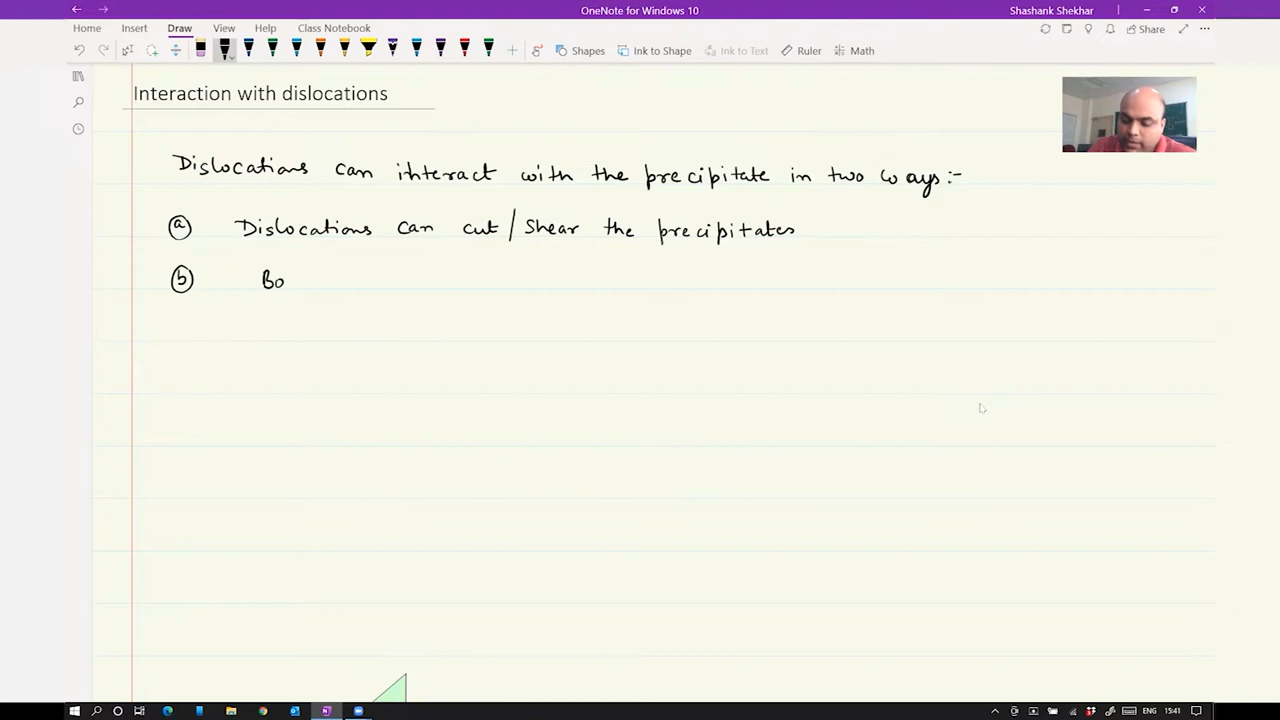 OneNote for Windows 10
Shashank Shekhar
Home Insert Draw View Help Class Notebook
Share
Shapes Ink to Shape Ink to Text Ruler Math
Interaction with dislocations
Dislocations can interact with the precipitate in two ways:-
(a) Dislocations can cut/shear the precipitates
(b) Bo
ENG 15:41